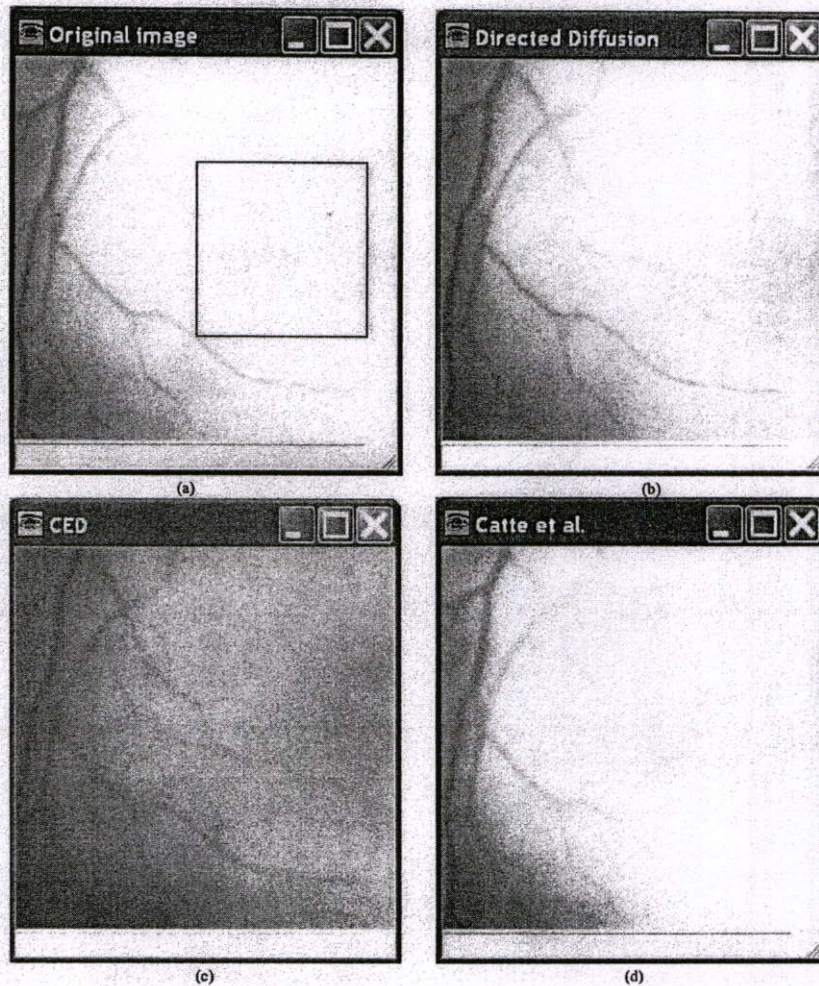 Original image
Directed Diffusion
(a)
(b)
CED
Catte et al.
(c)
(d)